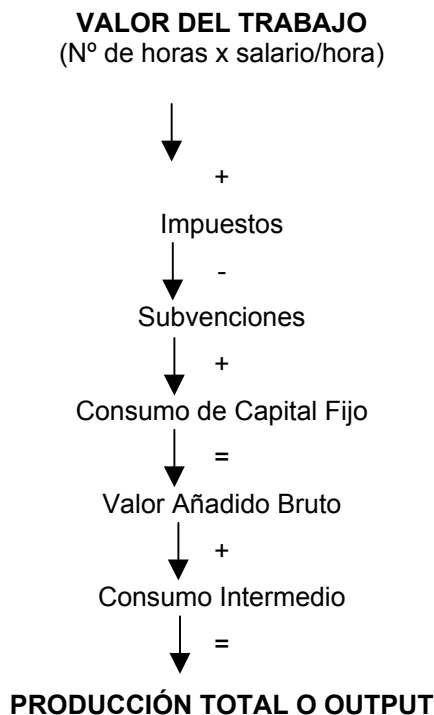 VALOR DEL TRABAJO
(Nº de horas x salario/hora)
+
Impuestos
-
Subvenciones
+
Consumo de Capital Fijo
=
Valor Añadido Bruto
+
Consumo Intermedio
=
PRODUCCIÓN TOTAL O OUTPUT